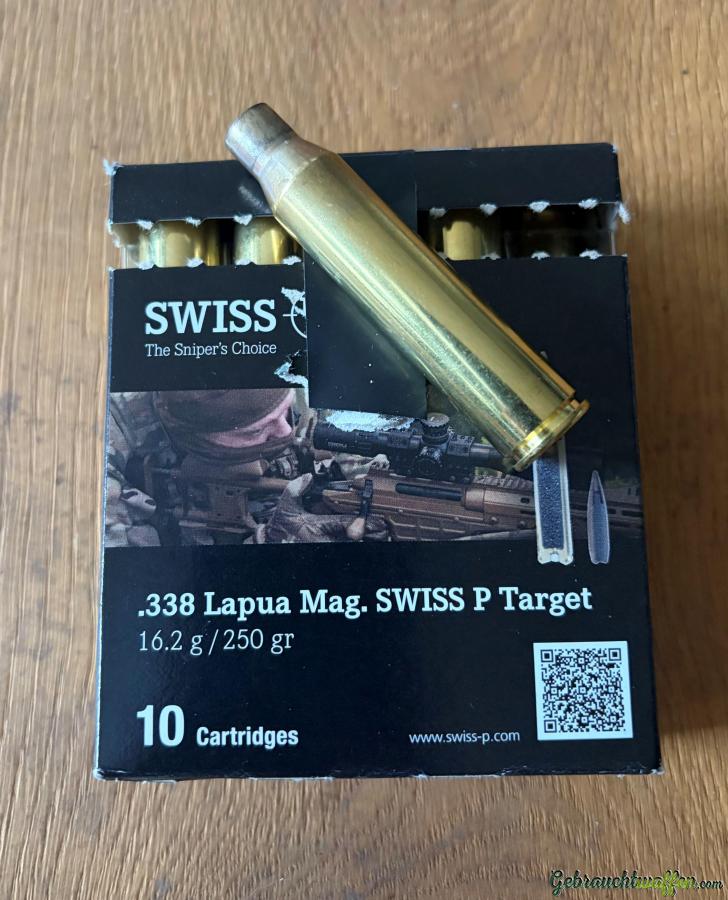 SWISS
The Sniper's Choice
.338 Lapua Mag. SWISS P Target
16.2 g / 250 gr
10 Cartridges
www.swiss-p.com
Gebrauchtwaffen.com